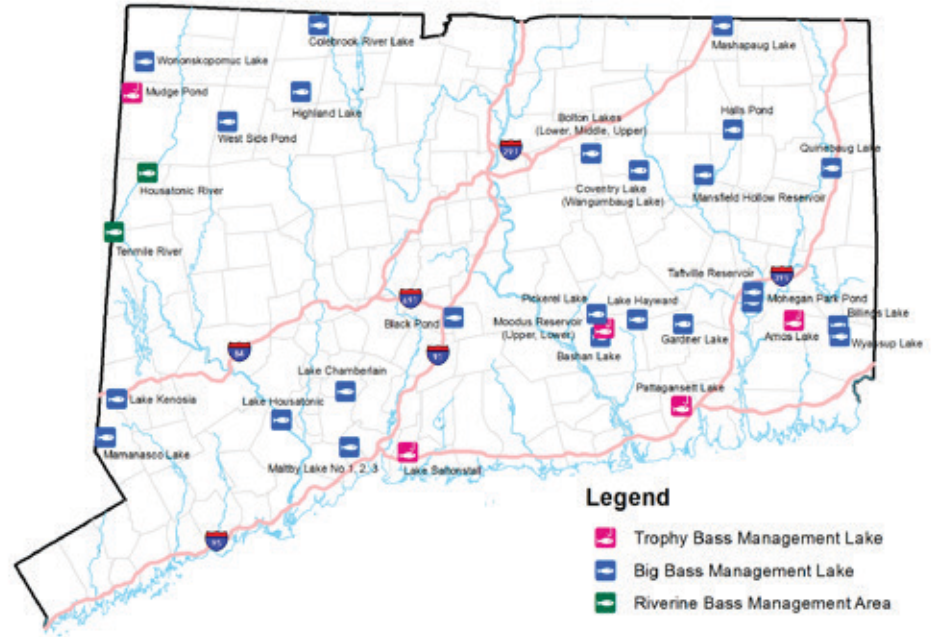 Colebrook River Lake
Mashapaug Lake
Wononskopomuc Lake
Mudge Pond
Highland Lake
West Side Pond
Halls Pond
Bolton Lakes
(Lower, Middle, Upper)
Quinebaug Lake
291
Coventry Lake
(Wangumbaug Lake)
Mansfield Hollow Reservoir
Housatonic River
Tenmile River
Taftville Reservoir
395
Pickerel Lake
Lake Hayward
Mohegan Park Pond
691
Black Pond
Moodus Reservoir
(Upper, Lower)
Billings Lake
Bashan Lake
Gardner Lake
Amos Lake
Wyassup Lake
84
91
Lake Chamberlain
Pattagansett Lake
Lake Kenosia
Lake Housatonic
Mamanasco Lake
Maltby Lake No 1, 2, 3
Lake Saltonstall
95
Legend
Trophy Bass Management Lake
Big Bass Management Lake
Riverine Bass Management Area